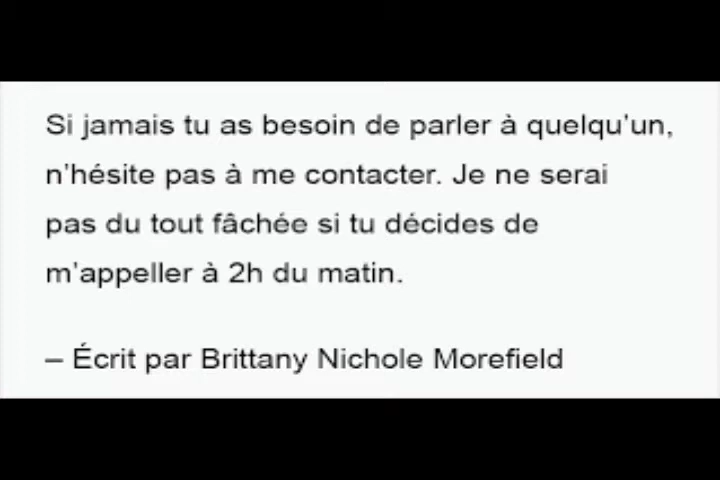 Si jamais tu as besoin de parler à quelqu'un,
n'hésite pas à me contacter. Je ne serai
pas du tout fâchée si tu décides de
m'appeller à 2h du matin.
– Écrit par Brittany Nichole Morefield